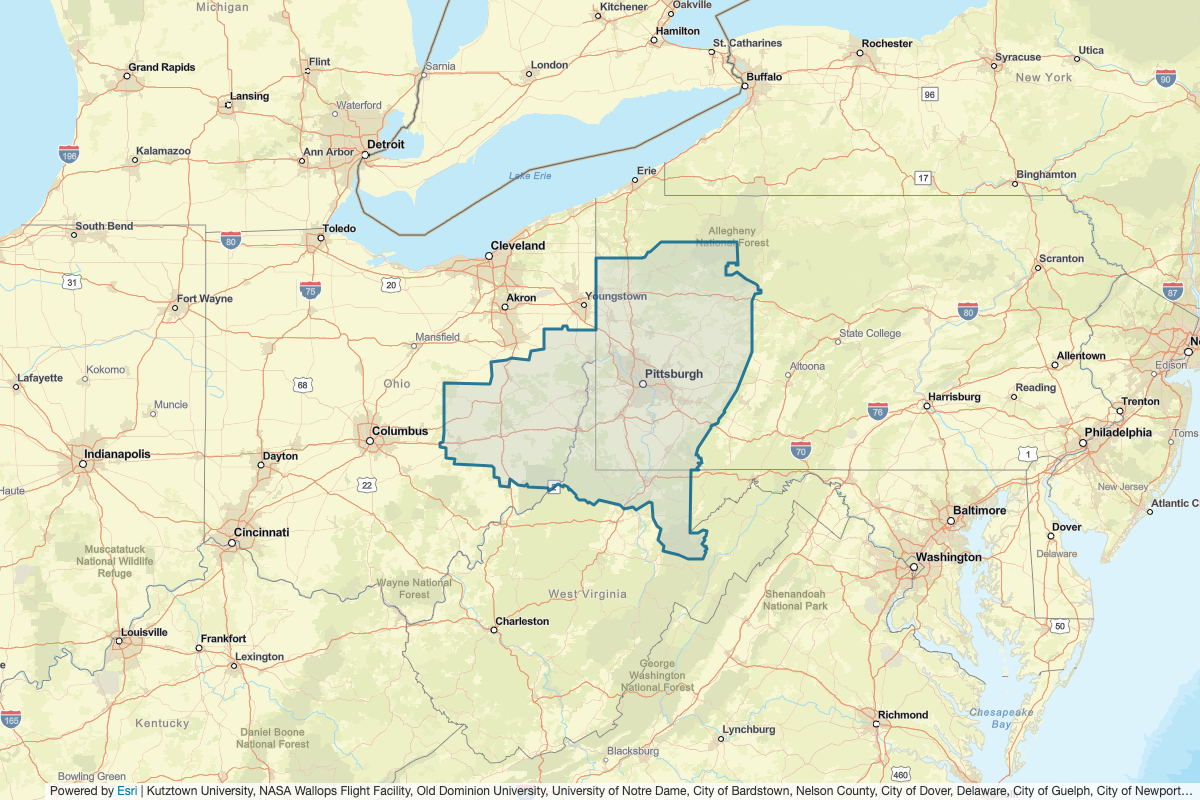 Michigan
Kitchener
Oakville
Hamilton
St. Catharines
Rochester
Syracuse
Utica
New York
90
Grand Rapids
Flint
Sarnia
London
Buffalo
96
Lansing
Waterford
196
Kalamazoo
Ann Arbor
Detroit
Lake Erie
Erie
17
Binghamton
South Bend
80
Toledo
Cleveland
Allegheny
National Forest
Scranton
31
Fort Wayne
75
20
Akron
Youngstown
87
80
State College
Mansfield
Lafayette
Kokomo
68
Ohio
Pittsburgh
Altoona
Allentown
Edison
Reading
Muncie
Harrisburg
76
Trenton
Columbus
Philadelphia
Toms
Indianapolis
Dayton
70
1
22
New Jersey
Haute
Atlantic C
Baltimore
Cincinnati
Dover
Delaware
Washington
Muscatatuck
National Wildlife
Refuge
Wayne National
Forest
West Virginia
Shenandoah
National Park
Louisville
Frankfort
Charleston
50
Lexington
George
Washington
National Forest
165
Kentucky
Daniel Boone
National Forest
Lynchburg
Richmond
Chesapeake
Bay
Blacksburg
Bowling Green
460
Powered by Esri | Kutztown University, NASA Wallops Flight Facility, Old Dominion University, University of Notre Dame, City of Bardstown, Nelson County, City of Dover, Delaware, City of Guelph, City of Newport…